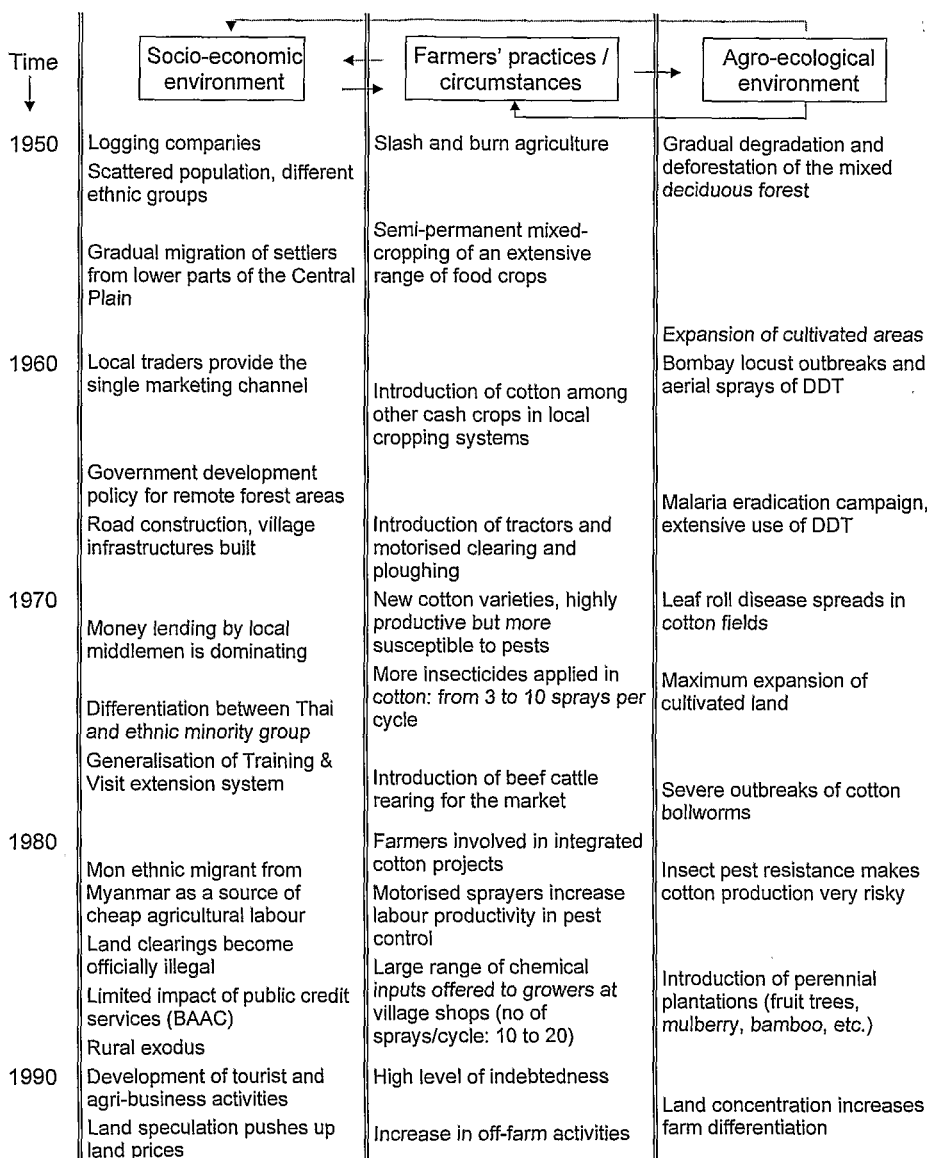 Time
Socio-economic
environment
Farmers' practices /
circumstances
Agro-ecological
environment
1950
Logging companies
Scattered population, different
ethnic groups
Gradual migration of settlers
from lower parts of the Central
Plain
1960
Local traders provide the
single marketing channel
Government development
policy for remote forest areas
Road construction, village
infrastructures built
1970
Money lending by local
middlemen is dominating
Differentiation between Thai
and ethnic minority group
Generalisation of Training &
Visit extension system
1980
Mon ethnic migrant from
Myanmar as a source of
cheap agricultural labour
Land clearings become
officially illegal
Limited impact of public credit
services (BAAC)
Rural exodus
1990
Development of tourist and
agri-business activities
Land speculation pushes up
land prices
Slash and burn agriculture
Semi-permanent mixed-
cropping of an extensive
range of food crops
Introduction of cotton among
other cash crops in local
cropping systems
Introduction of tractors and
motorised clearing and
ploughing
New cotton varieties, highly
productive but more
susceptible to pests
More insecticides applied in
cotton: from 3 to 10 sprays per
cycle
Introduction of beef cattle
rearing for the market
Farmers involved in integrated
cotton projects
Motorised sprayers increase
labour productivity in pest
control
Large range of chemical
inputs offered to growers at
village shops (no of
sprays/cycle: 10 to 20)
High level of indebtedness
Increase in off-farm activities
Gradual degradation and
deforestation of the mixed
deciduous forest
Expansion of cultivated areas
Bombay locust outbreaks and
aerial sprays of DDT
Malaria eradication campaign,
extensive use of DDT
Leaf roll disease spreads in
cotton fields
Maximum expansion of
cultivated land
Severe outbreaks of cotton
bollworms
Insect pest resistance makes
cotton production very risky
Introduction of perennial
plantations (fruit trees,
mulberry, bamboo, etc.)
Land concentration increases
farm differentiation